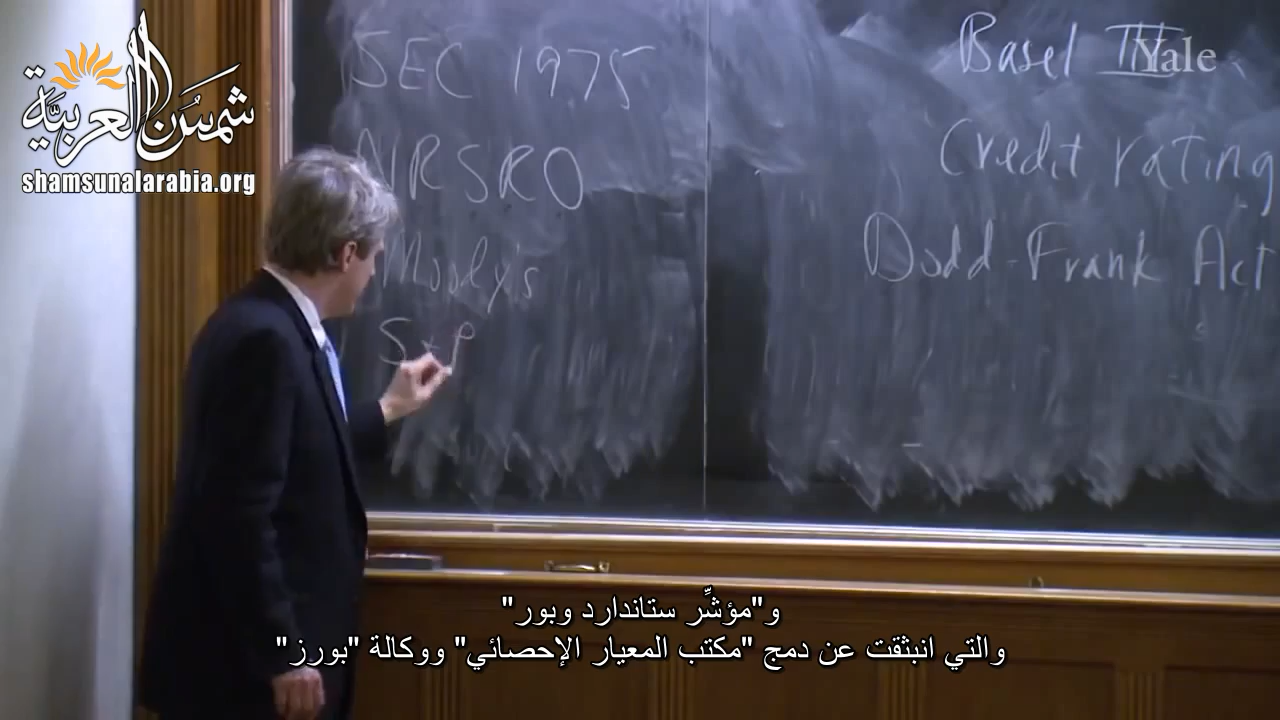 شمسُنا العربيَّة
shamsunalarabia.org
SEC 1975
NRSRO
Moody's
S+P
Basel III
Yale
Credit rating
Dodd-Frank Act
و"مؤشِّر ستاندارد وبور"
والتي انبثقت عن دمج "مكتب المعيار الإحصائي" ووكالة "بورز"